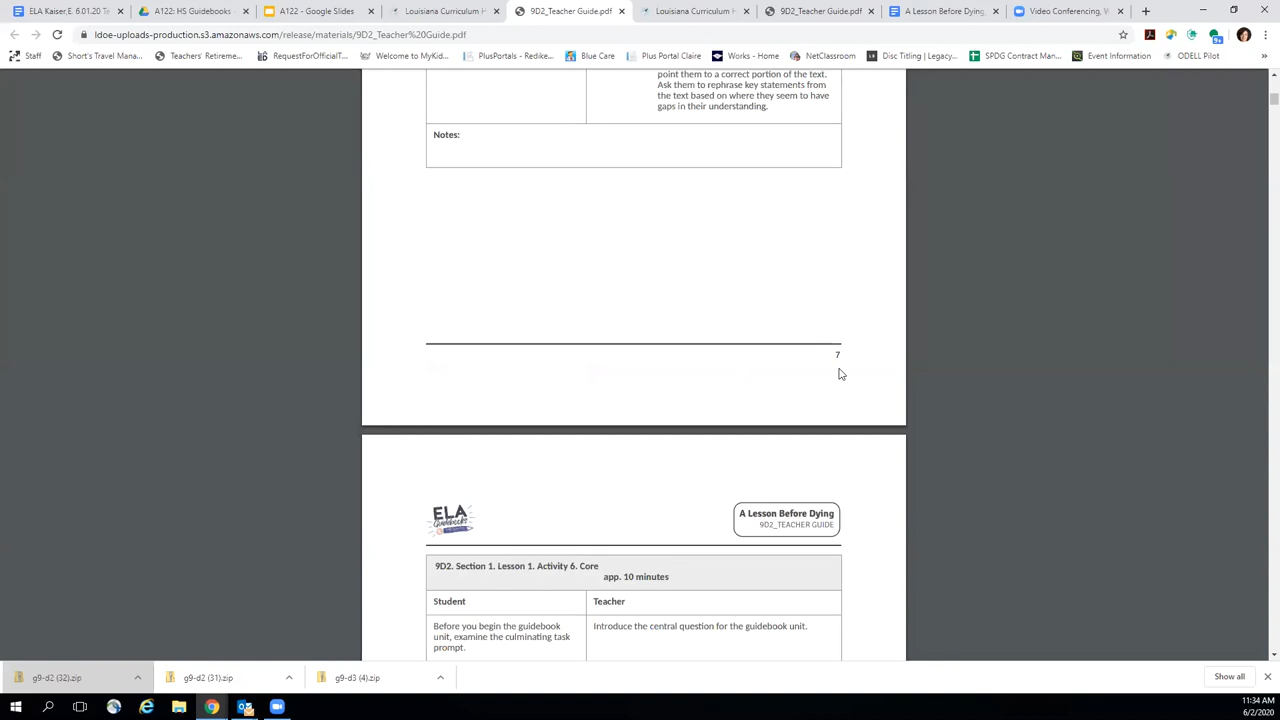 ELA Kaiser,E. 6.01.20 T
A122: HS Guidebooks
A122 - Google Slides
Louisiana Curriculum H
9D2_Teacher Guide.pdf
Louisiana Curriculum H
9D2_Teacher Guide.pdf
A Lesson Before Dying,
Video Conferencing, W
ldoe-uploads-production.s3.amazonaws.com/release/materials/9D2_Teacher%20Guide.pdf
Staff
Short's Travel Mana...
Teachers' Retireme...
RequestForOfficialT...
Welcome to MyKid...
PlusPortals - Redike...
Blue Care
Plus Portal Claire
Works - Home
NetClassroom
Disc Titling | Legacy...
SPDG Contract Man...
Event Information
ODELL Pilot
»
point them to a correct portion of the text.
Ask them to rephrase key statements from
the text based on where they seem to have
gaps in their understanding.
Notes:
7
ELA
Guidebooks
A Lesson Before Dying
9D2_TEACHER GUIDE
9D2. Section 1. Lesson 1. Activity 6. Core
app. 10 minutes
Student
Teacher
Before you begin the guidebook
unit, examine the culminating task
prompt.
Introduce the central question for the guidebook unit.
g9-d2 (32).zip
g9-d2 (31).zip
g9-d3 (4).zip
Show all
11:34 AM
6/2/2020